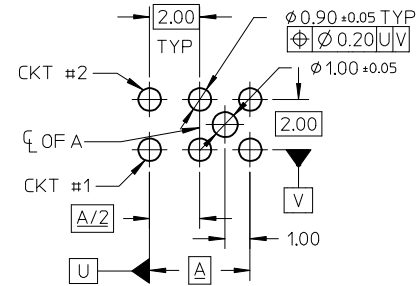 2.00
TYP
⌀0.90 ±0.05 TYP
⌖ ⌀ 0.20 U V
⌀1.00 ±0.05
CKT #2
℄ OF A
2.00
CKT #1
A/2
V
1.00
U
A